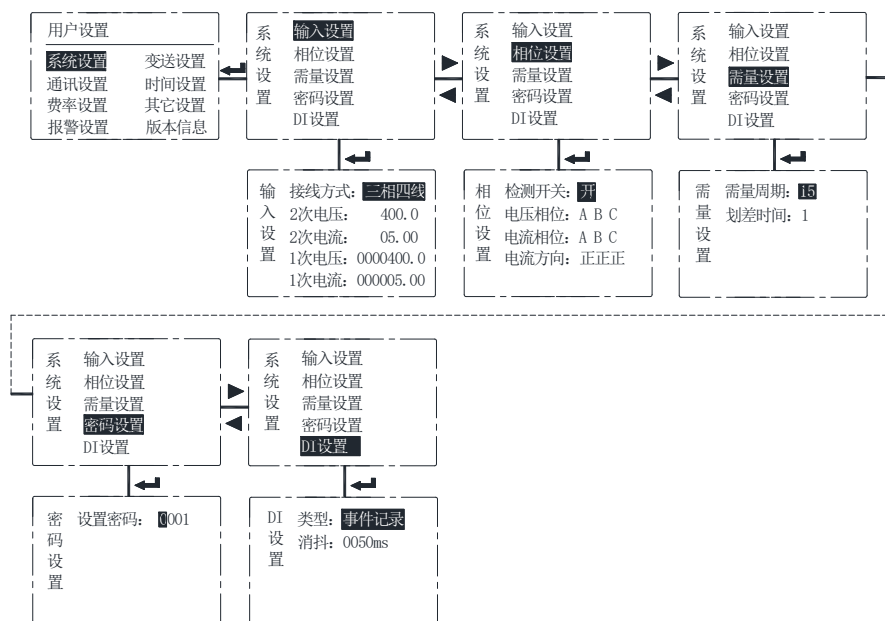 用户设置
系统设置 变送设置
通讯设置 时间设置
费率设置 其它设置
报警设置 版本信息
系统设置
输入设置
相位设置
需量设置
密码设置
DI设置
系统设置
输入设置
相位设置
需量设置
密码设置
DI设置
系统设置
输入设置
相位设置
需量设置
密码设置
DI设置
输入设置
接线方式：三相四线
2次电压： 400.0
2次电流： 05.00
1次电压：0000400.0
1次电流：000005.00
相位设置
检测开关：开
电压相位：A B C
电流相位：A B C
电流方向：正正正
需量设置
需量周期：15
划差时间：1
系统设置
输入设置
相位设置
需量设置
密码设置
DI设置
系统设置
输入设置
相位设置
需量设置
密码设置
DI设置
密码设置
设置密码：0001
DI设置
类型：事件记录
消抖：0050ms